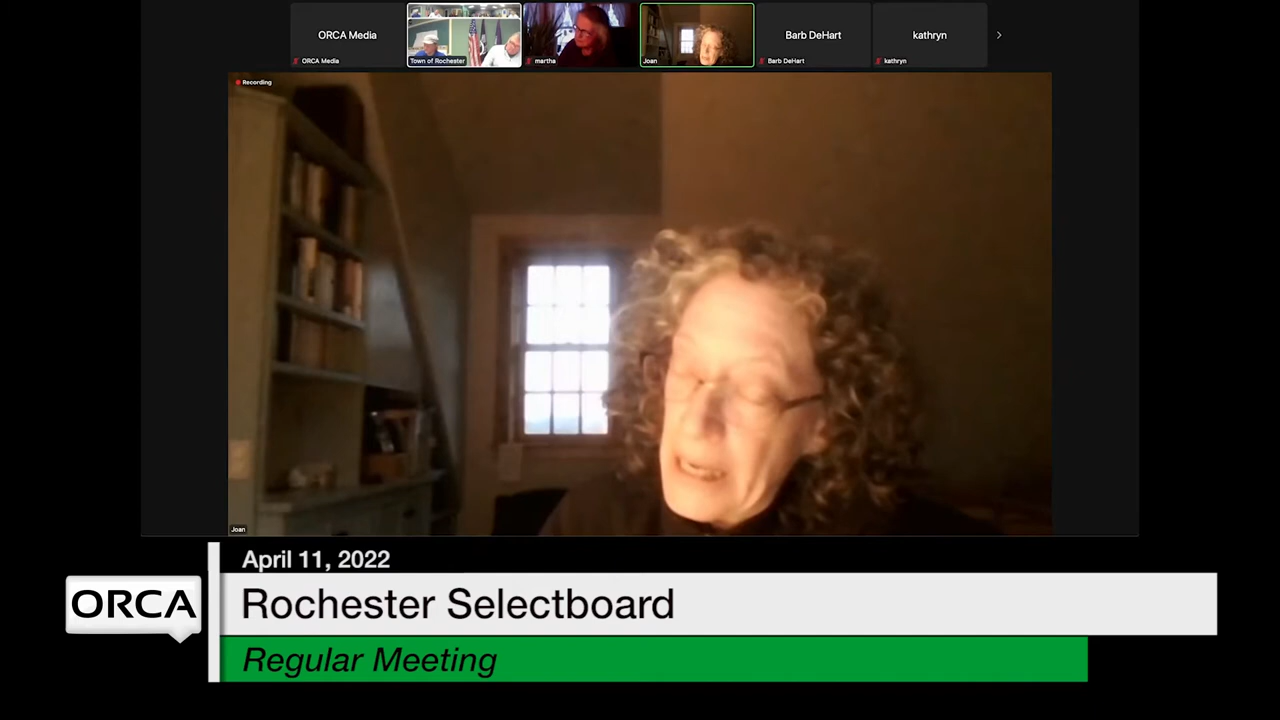 ORCA Media
Barb DeHart
kathryn
ORCA Media
Town of Rochester
martha
Joan
Barb DeHart
kathryn
Recording
Joan
April 11, 2022
ORCA
Rochester Selectboard
Regular Meeting